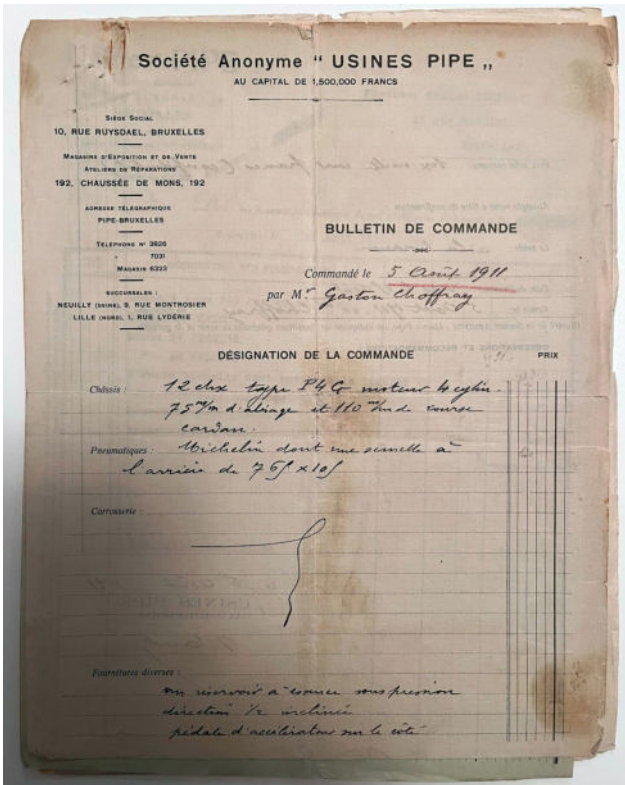 Société Anonyme “ USINES PIPE „
AU CAPITAL DE 1,500,000 FRANCS
SIÈGE SOCIAL
10, RUE RUYSDAEL, BRUXELLES
MAGASINS D'EXPOSITION ET DE VENTE
ATELIERS DE RÉPARATIONS
192, CHAUSSÉE DE MONS, 192
ADRESSE TÉLÉGRAPHIQUE
PIPE-BRUXELLES
TÉLÉPHONE Nº 3626
" 7031
MAGASIN 6323
SUCCURSALES :
NEUILLY (SEINE), 9, RUE MONTROSIER
LILLE (NORD), 1, RUE LYDÉRIE
BULLETIN DE COMMANDE
Commandé le 5 Août 1911
par Mr Gaston Choffray
DÉSIGNATION DE LA COMMANDE PRIX
Châssis : 12 chx type P4G moteur 4 cylin.
75 m/m d'alésage et 110 m/m de course
cardan.
Pneumatiques : Michelin dont une semelle à
l'arrière de 765 x 105
Carrosserie :
Fournitures diverses :
un réservoir à essence sous pression
direction 1/2 inclinée
pédale d'accélérateur sur le côté